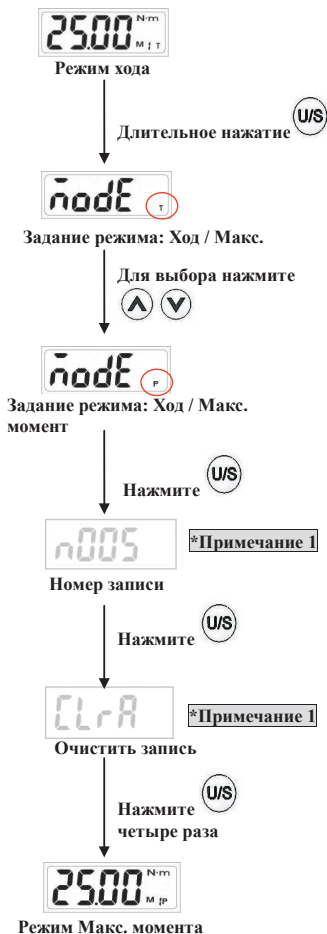 25.00 N·m
M T
Режим хода
U/S
Длительное нажатие
modE T
Задание режима: Ход / Макс.
Для выбора нажмите
modE P
Задание режима: Ход / Макс.
момент
U/S
Нажмите
n005 *Примечание 1
Номер записи
U/S
Нажмите
CLrA *Примечание 1
Очистить запись
U/S
Нажмите
четыре раза
25.00 N·m
M P
Режим Макс. момента